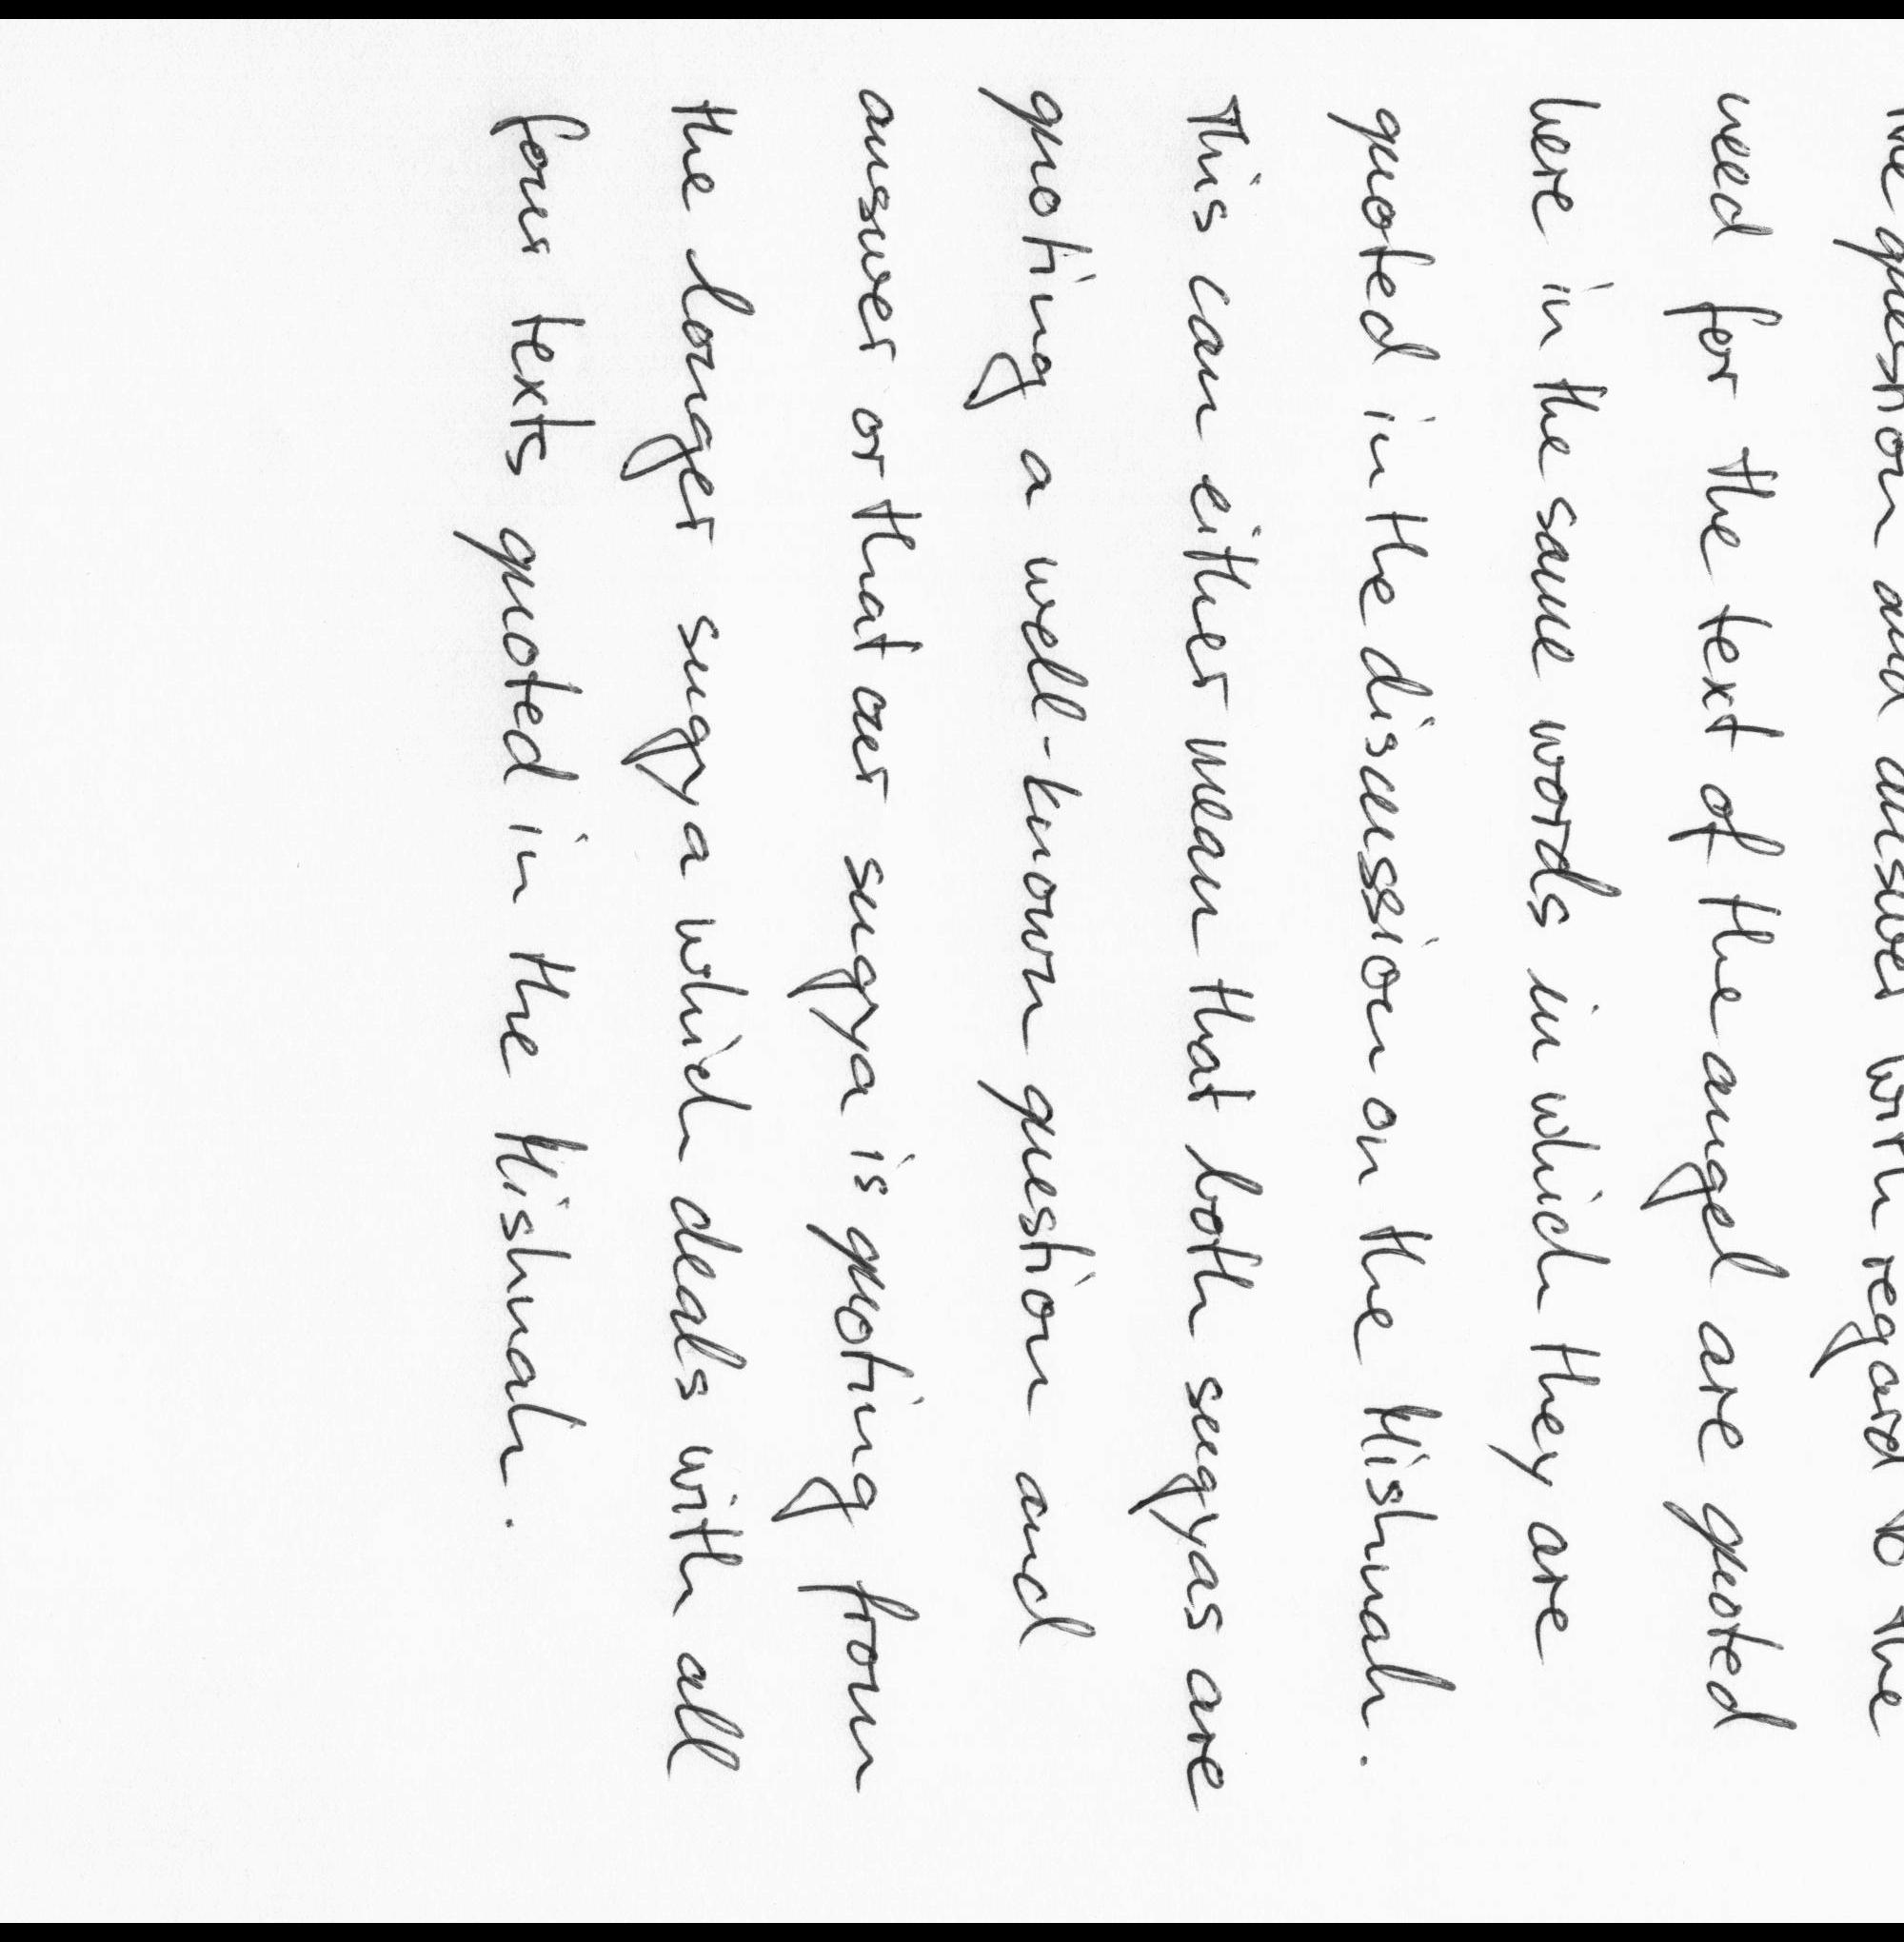 the question and answer with regard to the
need for the text of the angel are quoted
here in the same words in which they are
quoted in the discussion on the Mishnah.
This can either mean that both sugyas are
quoting a well-known question and
answer or that our sugya is quoting from
the longer sugya which deals with all
four texts quoted in the Mishnah.